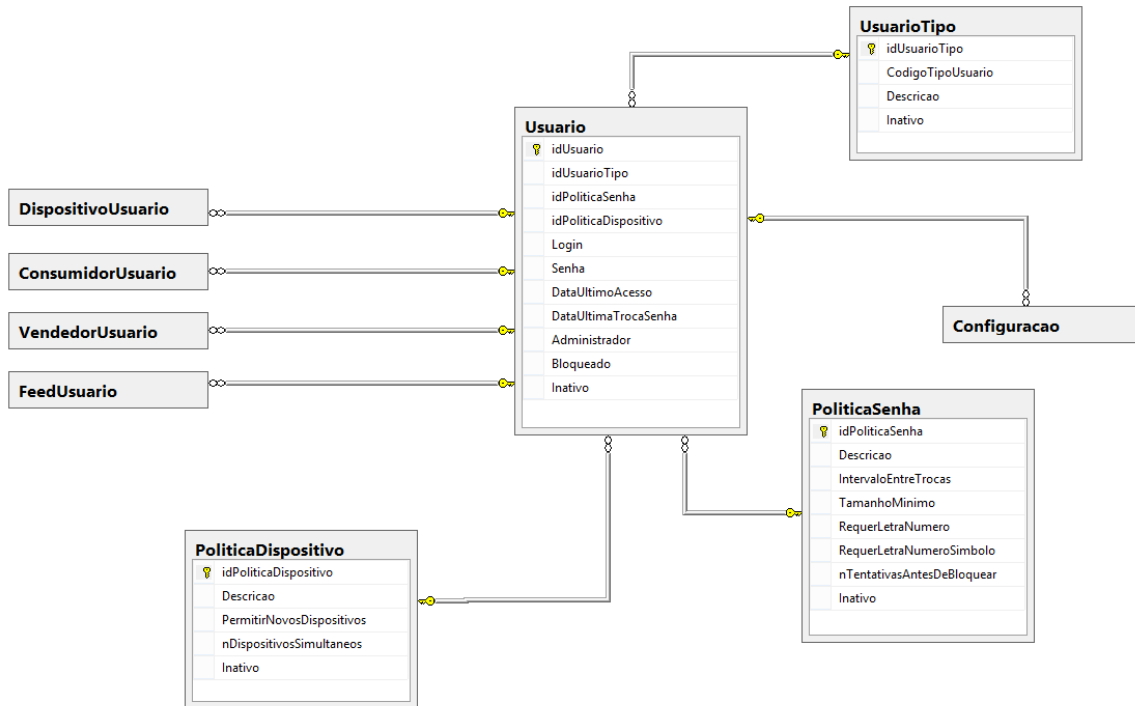 UsuarioTipo
idUsuarioTipo
CodigoTipoUsuario
Descricao
Inativo
Usuario
idUsuario
idUsuarioTipo
idPoliticaSenha
idPoliticaDispositivo
Login
Senha
DataUltimoAcesso
DataUltimaTrocaSenha
Administrador
Bloqueado
Inativo
DispositivoUsuario
ConsumidorUsuario
VendedorUsuario
FeedUsuario
Configuracao
PoliticaSenha
idPoliticaSenha
Descricao
IntervaloEntreTrocas
TamanhoMinimo
RequerLetraNumero
RequerLetraNumeroSimbolo
nTentativasAntesDeBloquear
Inativo
PoliticaDispositivo
idPoliticaDispositivo
Descricao
PermitirNovosDispositivos
nDispositivosSimultaneos
Inativo